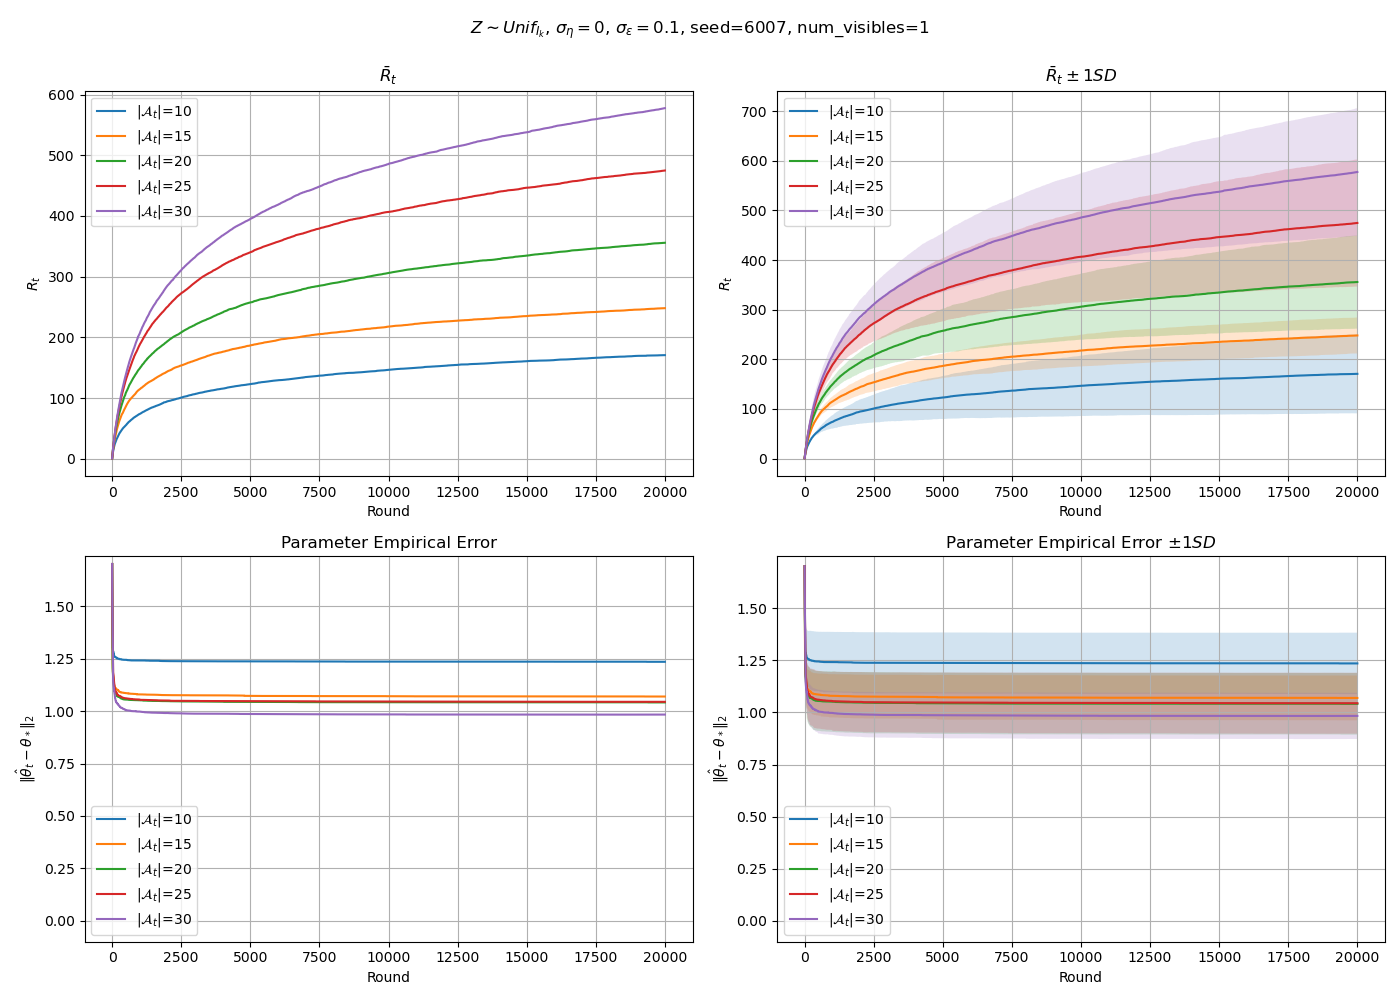 Z ∼ Unif_{I_k}, σ_η = 0, σ_ε = 0.1, seed=6007, num_visibles=1
R̄_t
R_t
600
500
400
300
200
100
0
|𝒜_t|=10
|𝒜_t|=15
|𝒜_t|=20
|𝒜_t|=25
|𝒜_t|=30
0 2500 5000 7500 10000 12500 15000 17500 20000
Round
R̄_t ± 1SD
R_t
700
600
500
400
300
200
100
0
|𝒜_t|=10
|𝒜_t|=15
|𝒜_t|=20
|𝒜_t|=25
|𝒜_t|=30
0 2500 5000 7500 10000 12500 15000 17500 20000
Round
Parameter Empirical Error
‖θ̂_t − θ_*‖_2
1.50
1.25
1.00
0.75
0.50
0.25
0.00
|𝒜_t|=10
|𝒜_t|=15
|𝒜_t|=20
|𝒜_t|=25
|𝒜_t|=30
0 2500 5000 7500 10000 12500 15000 17500 20000
Round
Parameter Empirical Error ±1SD
‖θ̂_t − θ_*‖_2
1.50
1.25
1.00
0.75
0.50
0.25
0.00
|𝒜_t|=10
|𝒜_t|=15
|𝒜_t|=20
|𝒜_t|=25
|𝒜_t|=30
0 2500 5000 7500 10000 12500 15000 17500 20000
Round